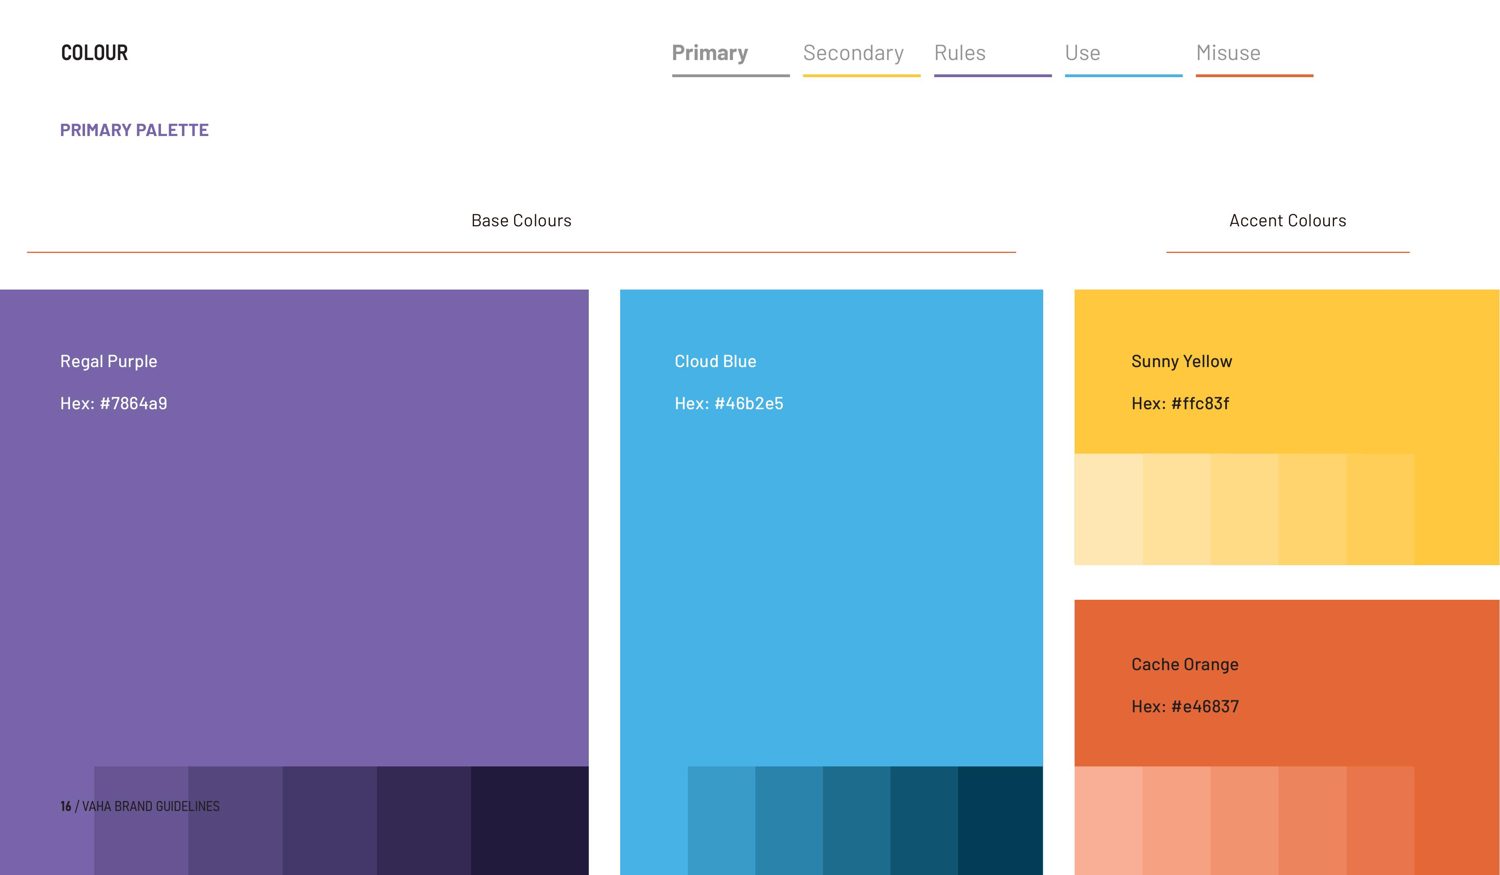 COLOUR
Primary
Secondary
Rules
Use
Misuse
PRIMARY PALETTE
Base Colours
Accent Colours
Regal Purple
Hex: #7864a9
Cloud Blue
Hex: #46b2e5
Sunny Yellow
Hex: #ffc83f
Cache Orange
Hex: #e46837
16 / VAHA BRAND GUIDELINES